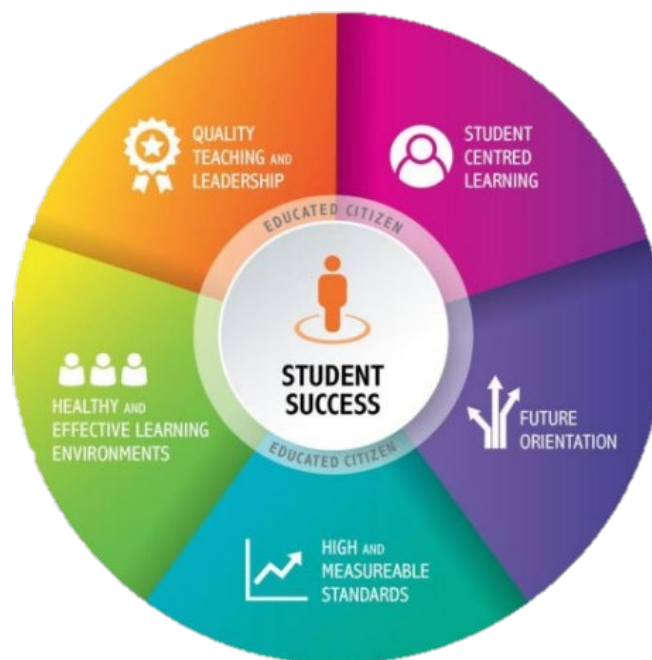 QUALITY
TEACHING AND
LEADERSHIP
STUDENT
CENTRED
LEARNING
EDUCATED CITIZEN
STUDENT
SUCCESS
EDUCATED CITIZEN
HEALTHY AND
EFFECTIVE LEARNING
ENVIRONMENTS
FUTURE
ORIENTATION
HIGH AND
MEASUREABLE
STANDARDS